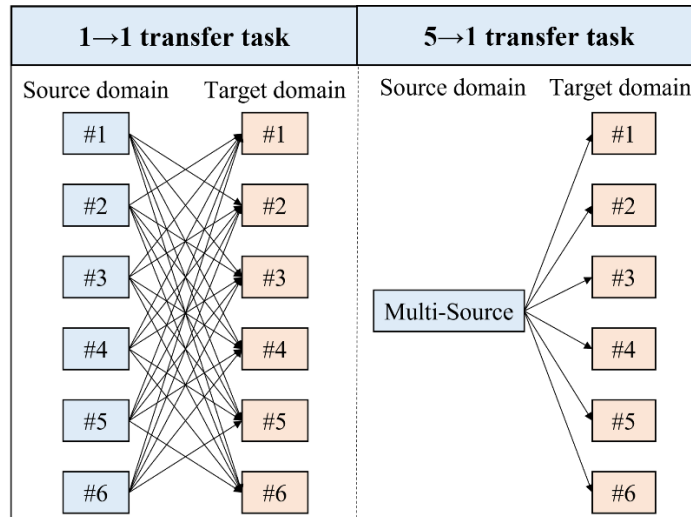 1→1 transfer task
5→1 transfer task
Source domain
Target domain
#1
#1
#2
#2
#3
#3
#4
#4
#5
#5
#6
#6
Source domain
Target domain
Multi-Source
#1
#2
#3
#4
#5
#6